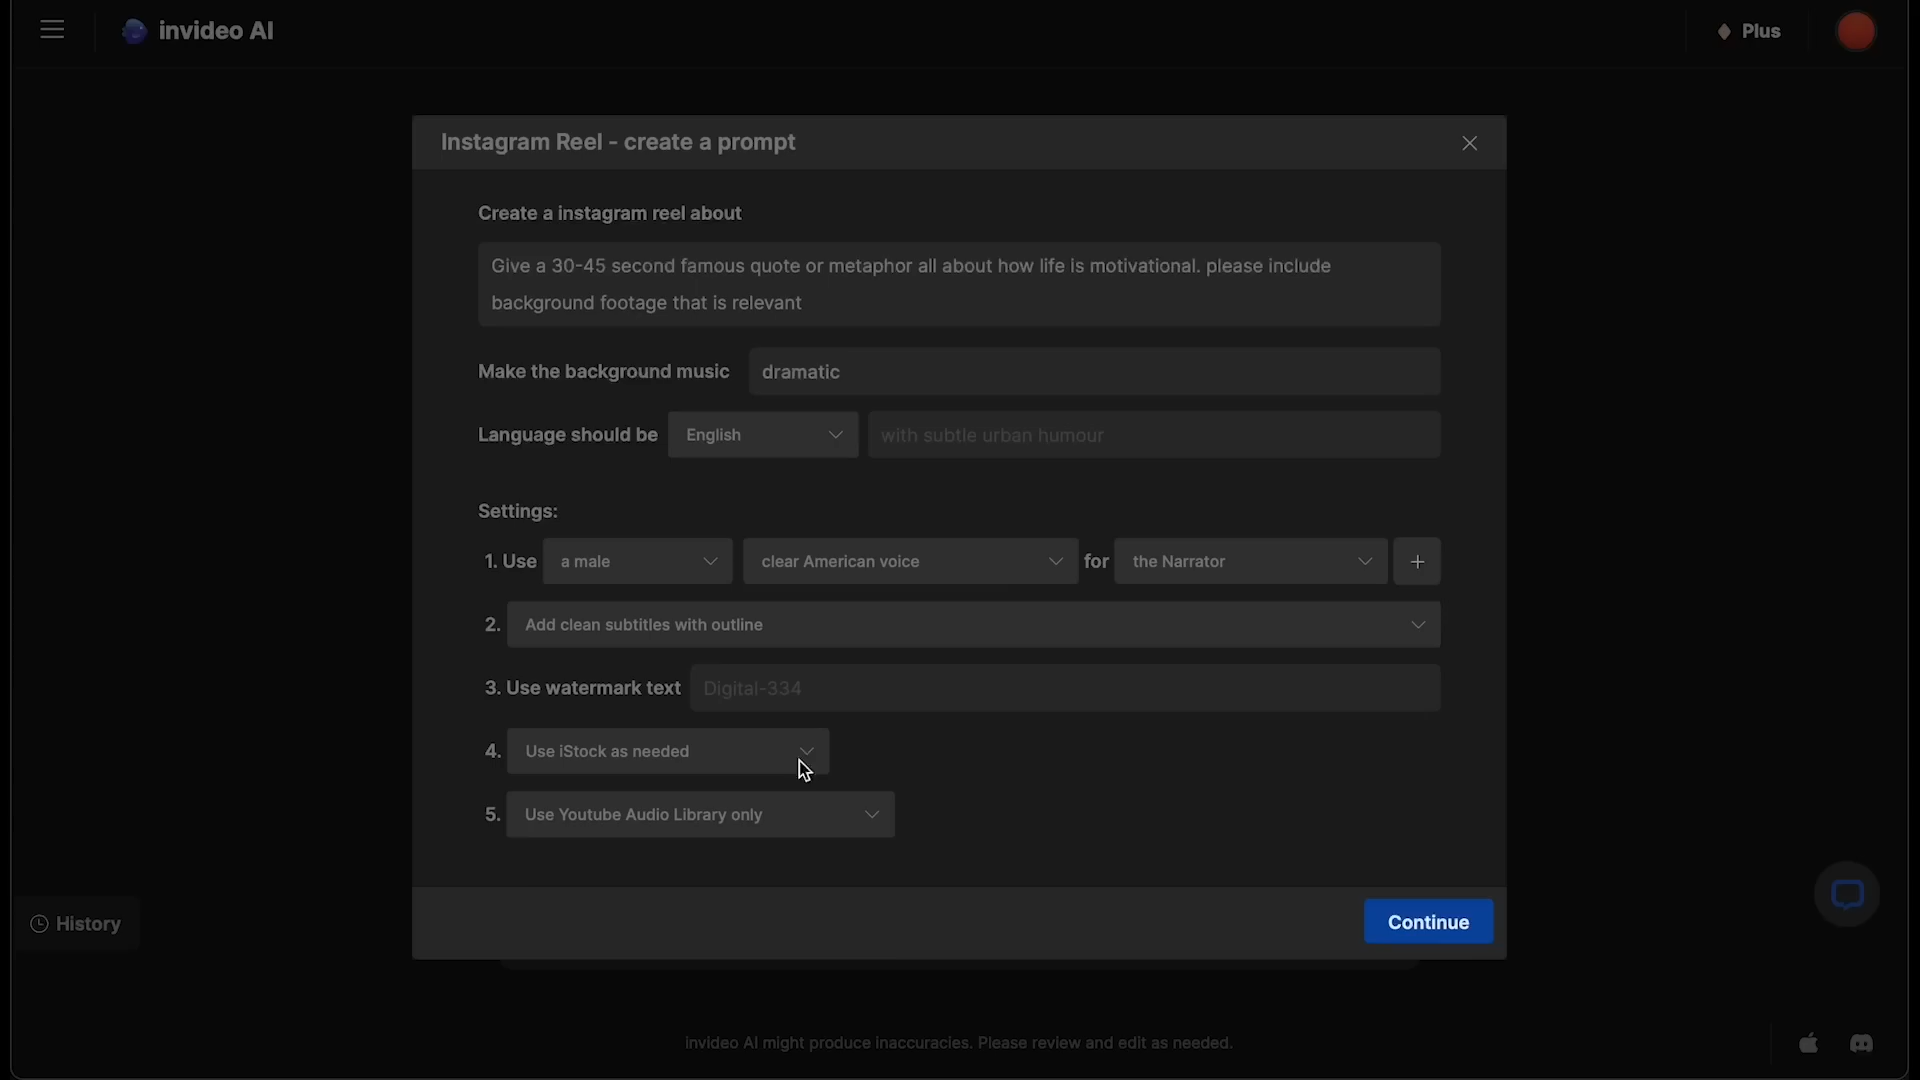 invideo AI
Plus
Instagram Reel - create a prompt
Create a instagram reel about
Give a 30-45 second famous quote or metaphor all about how life is motivational. please include
background footage that is relevant
Make the background music dramatic
Language should be English with subtle urban humour
Settings:
1. Use a male clear American voice for the Narrator +
2. Add clean subtitles with outline
3. Use watermark text Digital-334
4. Use iStock as needed
5. Use Youtube Audio Library only
History
Continue
invideo AI might produce inaccuracies. Please review and edit as needed.